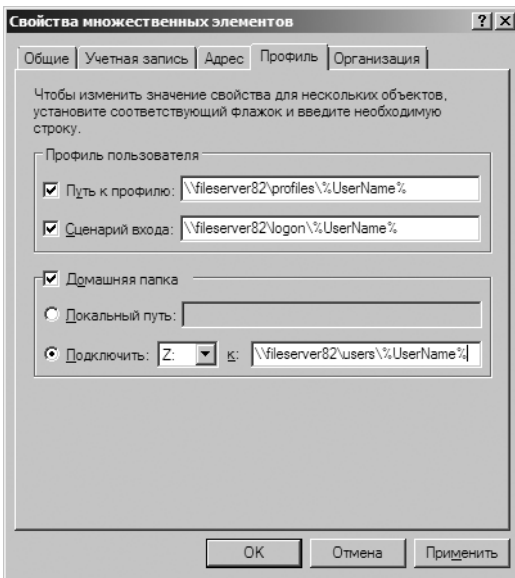 Свойства множественных элементов
Общие Учетная запись Адрес Профиль Организация
Чтобы изменить значение свойства для нескольких объектов,
установите соответствующий флажок и введите необходимую
строку.
Профиль пользователя
Путь к профилю: \\fileserver82\profiles\%UserName%
Сценарий входа: \\fileserver82\logon\%UserName%
Домашняя папка
Локальный путь:
Подключить: Z: к: \\fileserver82\users\%UserName%
OK Отмена Применить